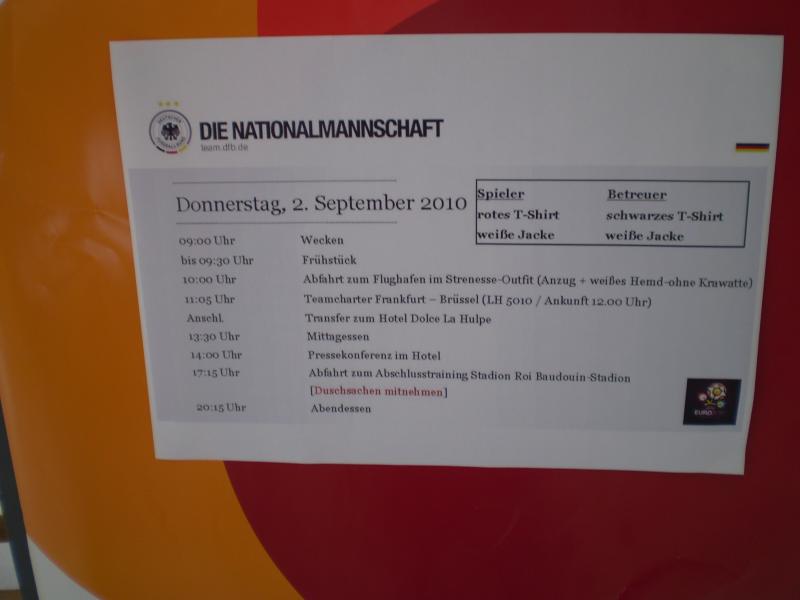 DEUTSCHER FUSSBALL-BUND
DIE NATIONALMANNSCHAFT
team.dfb.de
Donnerstag, 2. September 2010
Spieler Betreuer
rotes T-Shirt schwarzes T-Shirt
weiße Jacke weiße Jacke
09:00 Uhr Wecken
bis 09:30 Uhr Frühstück
10:00 Uhr Abfahrt zum Flughafen im Strenesse-Outfit (Anzug + weißes Hemd-ohne Krawatte)
11:05 Uhr Teamcharter Frankfurt – Brüssel (LH 5010 / Ankunft 12.00 Uhr)
Anschl. Transfer zum Hotel Dolce La Hulpe
13:30 Uhr Mittagessen
14:00 Uhr Pressekonferenz im Hotel
17:15 Uhr Abfahrt zum Abschlusstraining Stadion Roi Baudouin-Stadion
[Duschsachen mitnehmen]
20:15 Uhr Abendessen